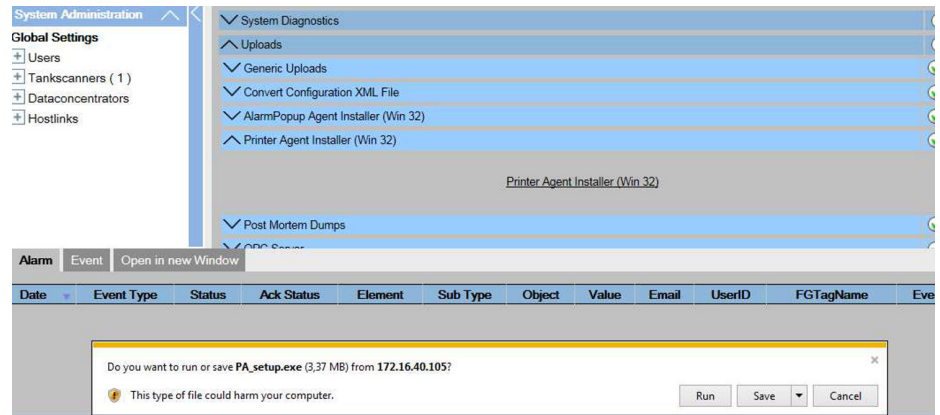 System Administration
Global Settings
Users
Tankscanners ( 1 )
Dataconcentrators
Hostlinks
System Diagnostics
Uploads
Generic Uploads
Convert Configuration XML File
AlarmPopup Agent Installer (Win 32)
Printer Agent Installer (Win 32)
Printer Agent Installer (Win 32)
Post Mortem Dumps
OPC Server
Alarm Event Open in new Window
Date Event Type Status Ack Status Element Sub Type Object Value Email UserID FGTagName Eve
Do you want to run or save PA_setup.exe (3,37 MB) from 172.16.40.105?
This type of file could harm your computer.
Run Save Cancel